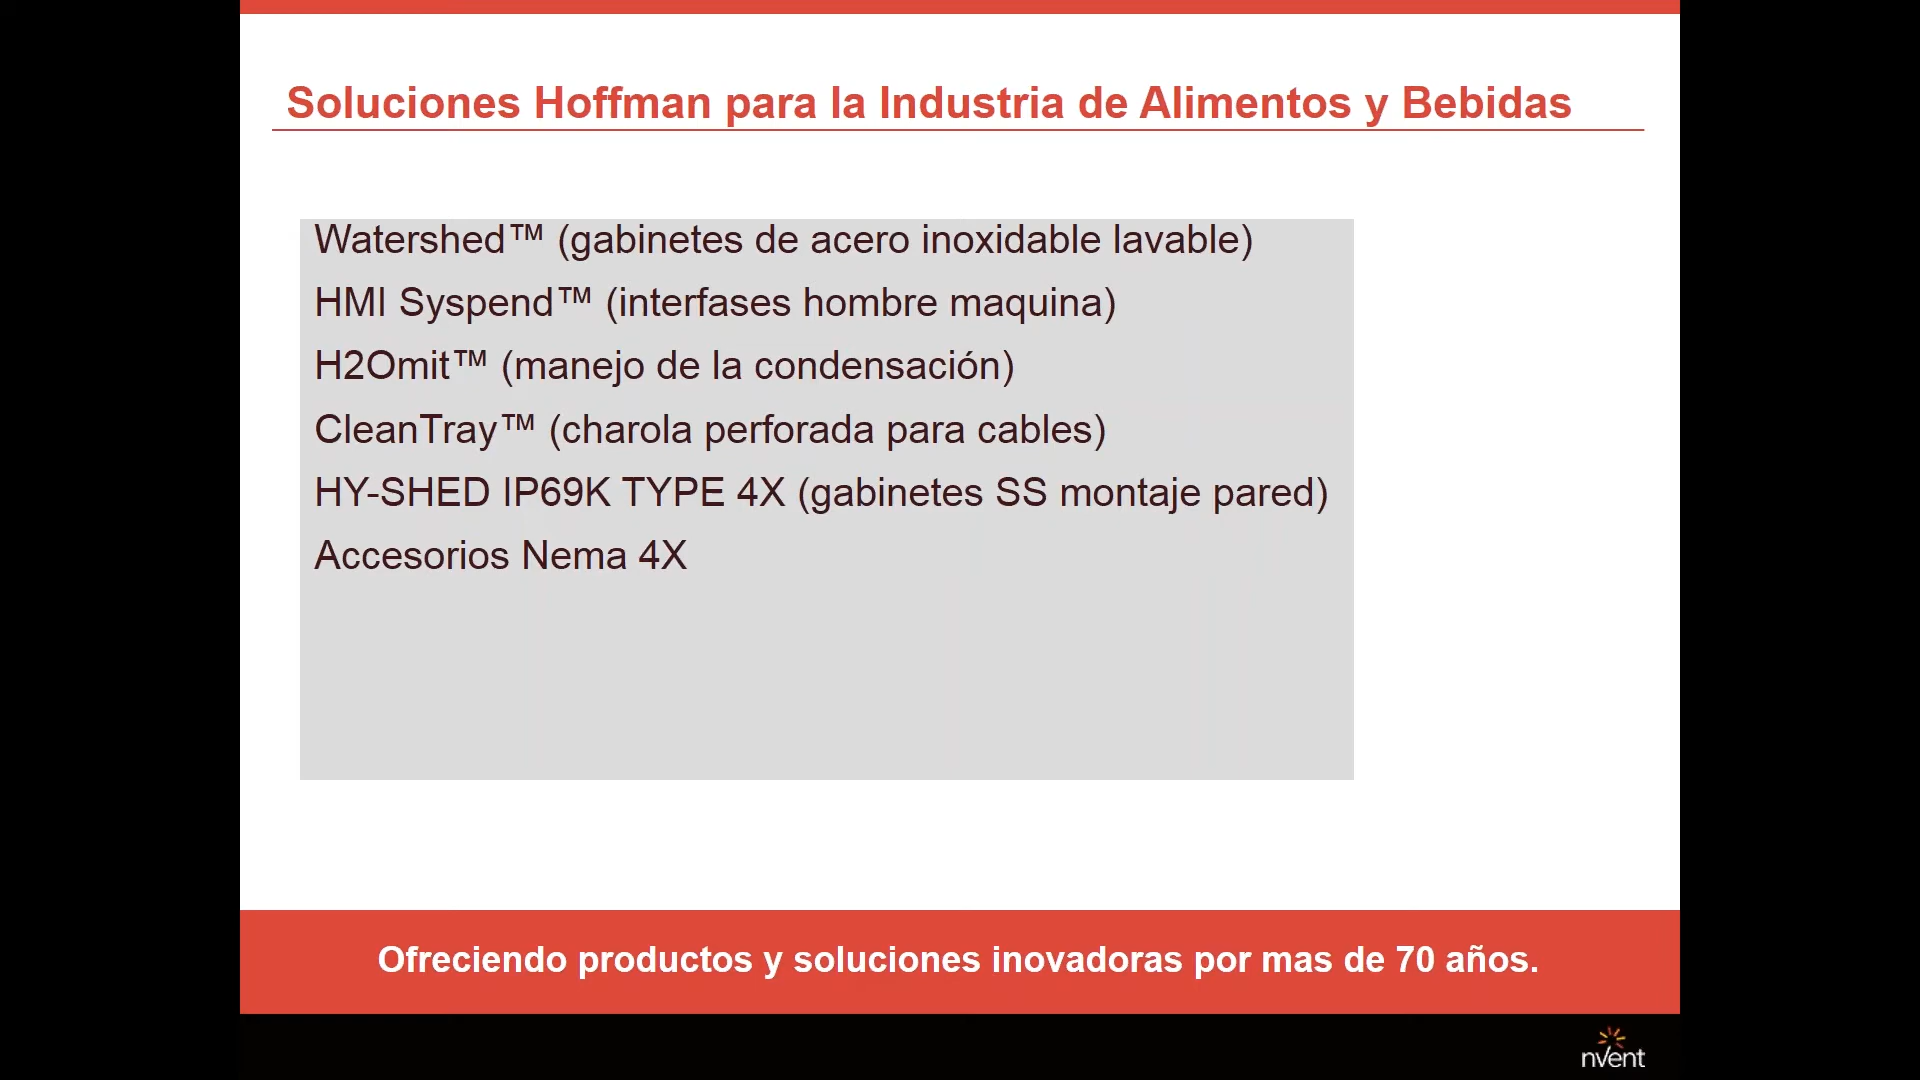 Soluciones Hoffman para la Industria de Alimentos y Bebidas
Watershed™ (gabinetes de acero inoxidable lavable)
HMI Syspend™ (interfases hombre maquina)
H2Omit™ (manejo de la condensación)
CleanTray™ (charola perforada para cables)
HY-SHED IP69K TYPE 4X (gabinetes SS montaje pared)
Accesorios Nema 4X
Ofreciendo productos y soluciones inovadoras por mas de 70 años.
nVent